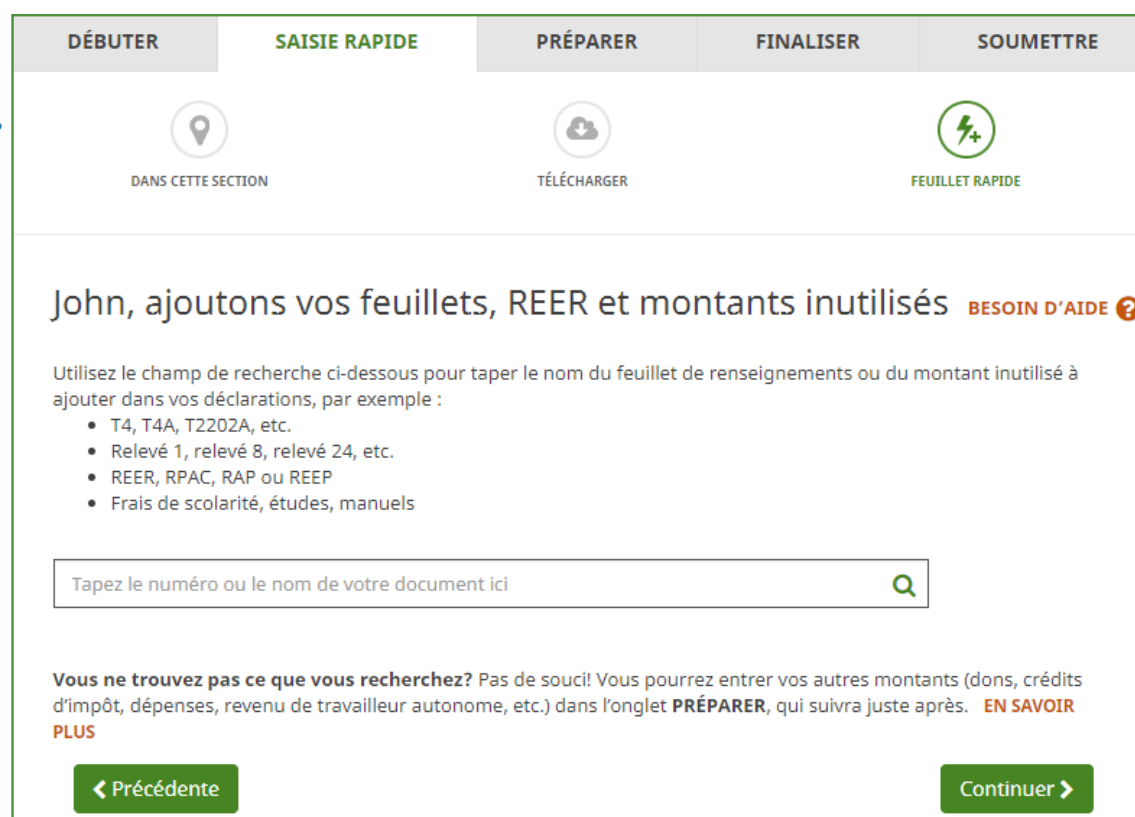 DÉBUTER SAISIE RAPIDE PRÉPARER FINALISER SOUMETTRE
DANS CETTE SECTION TÉLÉCHARGER FEUILLET RAPIDE
John, ajoutons vos feuillets, REER et montants inutilisés BESOIN D'AIDE ?
Utilisez le champ de recherche ci-dessous pour taper le nom du feuillet de renseignements ou du montant inutilisé à
ajouter dans vos déclarations, par exemple :
• T4, T4A, T2202A, etc.
• Relevé 1, relevé 8, relevé 24, etc.
• REER, RPAC, RAP ou REEP
• Frais de scolarité, études, manuels
Tapez le numéro ou le nom de votre document ici
Vous ne trouvez pas ce que vous recherchez? Pas de souci! Vous pourrez entrer vos autres montants (dons, crédits
d'impôt, dépenses, revenu de travailleur autonome, etc.) dans l'onglet PRÉPARER, qui suivra juste après. EN SAVOIR
PLUS
Précédente Continuer